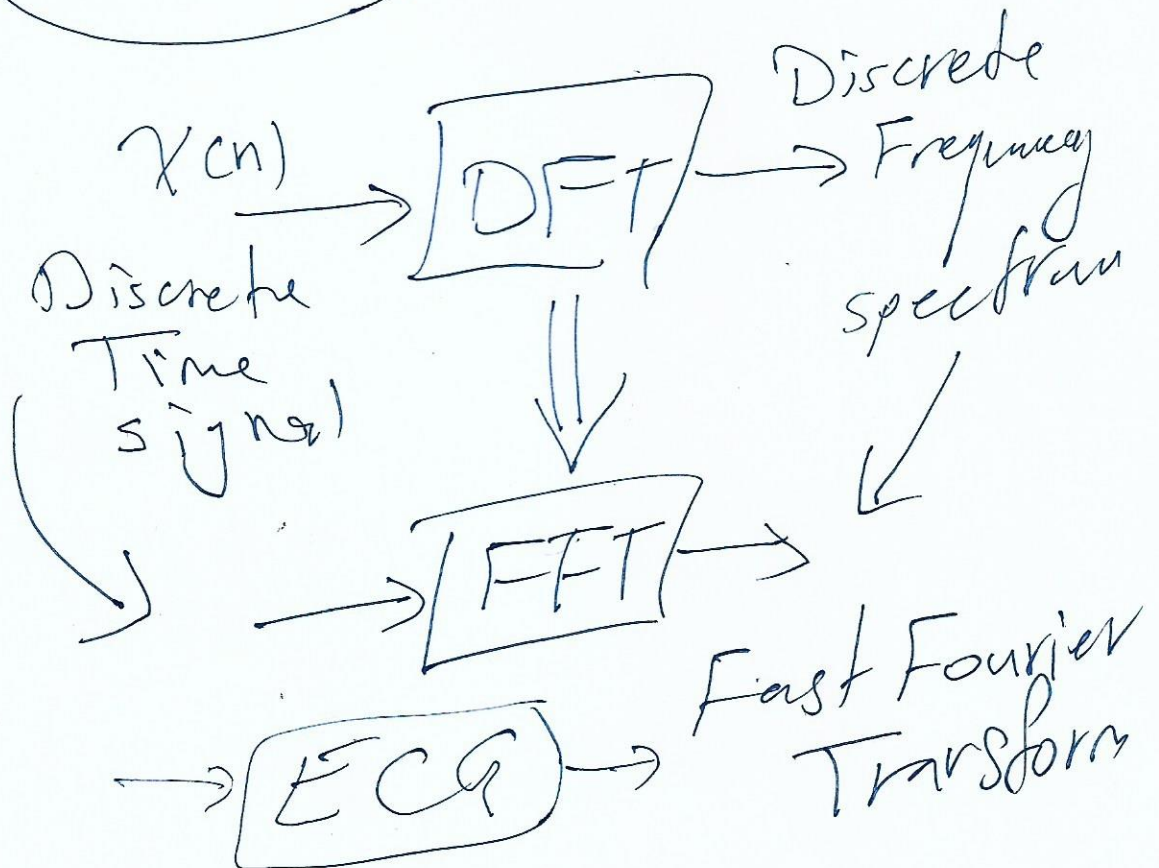 x(n)
DFT
Discrete
Frequency
spectrum
Discrete
Time
signal
FFT
Fast Fourier
Transform
ECG